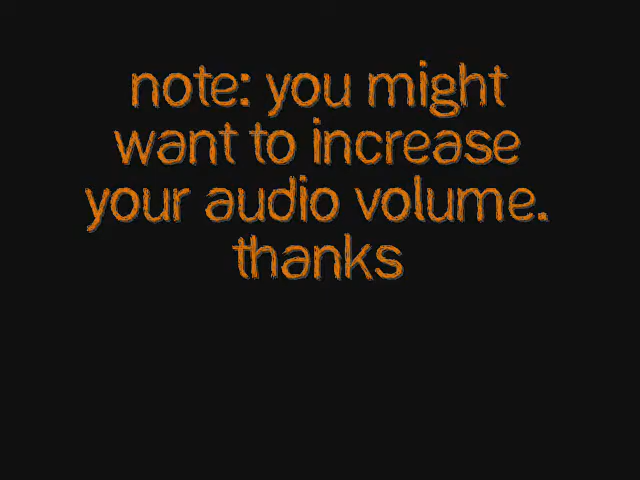 note: you might
want to increase
your audio volume.
thanks